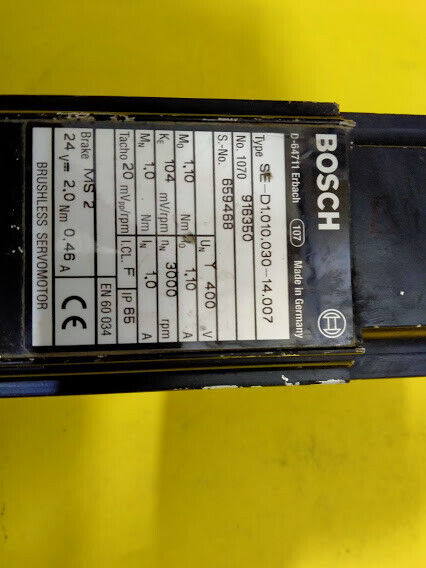 BOSCH
D-64711 Erbach (107) Made in Germany
Type SE-D1.010.030-14.007
No. 1070 916350
S.-No. 659468
UN Y 400 V
M0 1,10 Nm I0 1,10 A
KE 104 mV/rpm nN 3000 rpm
MN 1,0 Nm IN 1,0 A
Tacho 20 mVp/rpm I.CL. F IP 65
Brake MS 2
24 V= 2,0 Nm 0,46 A
EN 60 034
CE
BRUSHLESS SERVOMOTOR